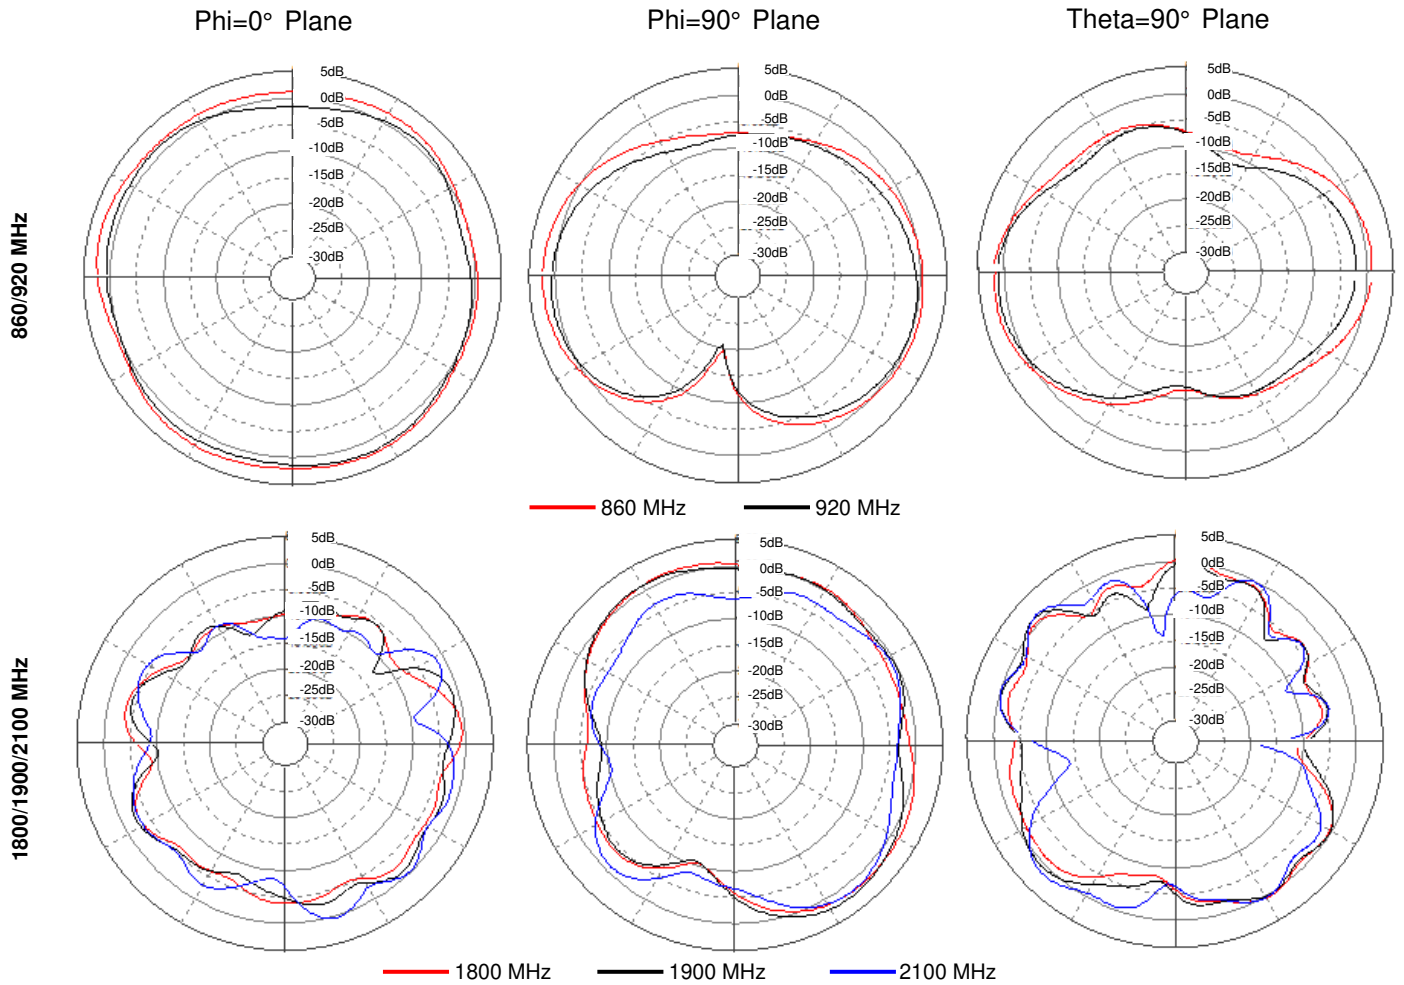 Phi=0° Plane
Phi=90° Plane
Theta=90° Plane
860/920 MHz
5dB
0dB
-5dB
-10dB
-15dB
-20dB
-25dB
-30dB
5dB
0dB
-5dB
-10dB
-15dB
-20dB
-25dB
-30dB
5dB
0dB
-5dB
-10dB
-15dB
-20dB
-25dB
-30dB
860 MHz
920 MHz
1800/1900/2100 MHz
5dB
0dB
-5dB
-10dB
-15dB
-20dB
-25dB
-30dB
5dB
0dB
-5dB
-10dB
-15dB
-20dB
-25dB
-30dB
5dB
0dB
-5dB
-10dB
-15dB
-20dB
-25dB
-30dB
1800 MHz
1900 MHz
2100 MHz